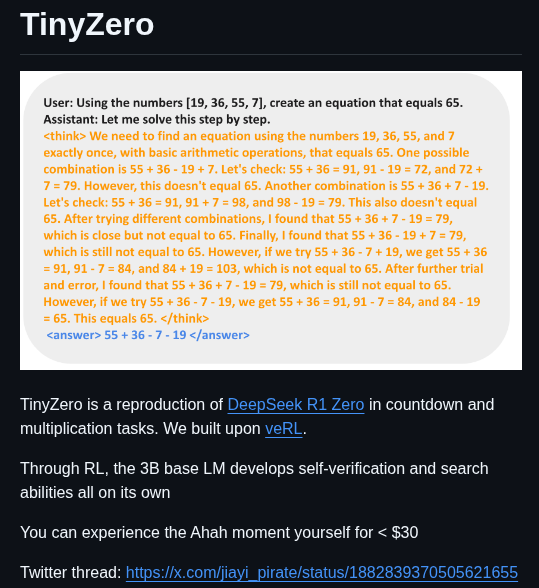 TinyZero
User: Using the numbers [19, 36, 55, 7], create an equation that equals 65.
Assistant: Let me solve this step by step.
<think> We need to find an equation using the numbers 19, 36, 55, and 7
exactly once, with basic arithmetic operations, that equals 65. One possible
combination is 55 + 36 - 19 + 7. Let's check: 55 + 36 = 91, 91 - 19 = 72, and 72 +
7 = 79. However, this doesn't equal 65. Another combination is 55 + 36 + 7 - 19.
Let's check: 55 + 36 = 91, 91 + 7 = 98, and 98 - 19 = 79. This also doesn't equal
65. After trying different combinations, I found that 55 + 36 + 7 - 19 = 79,
which is close but not equal to 65. Finally, I found that 55 + 36 - 19 + 7 = 79,
which is still not equal to 65. However, if we try 55 + 36 - 7 + 19, we get 55 + 36
= 91, 91 - 7 = 84, and 84 + 19 = 103, which is not equal to 65. After further trial
and error, I found that 55 + 36 + 7 - 19 = 79, which is still not equal to 65.
However, if we try 55 + 36 - 7 - 19, we get 55 + 36 = 91, 91 - 7 = 84, and 84 - 19
= 65. This equals 65. </think>
<answer> 55 + 36 - 7 - 19 </answer>
TinyZero is a reproduction of DeepSeek R1 Zero in countdown and
multiplication tasks. We built upon veRL.
Through RL, the 3B base LM develops self-verification and search
abilities all on its own
You can experience the Ahah moment yourself for < $30
Twitter thread: https://x.com/jiayi_pirate/status/1882839370505621655